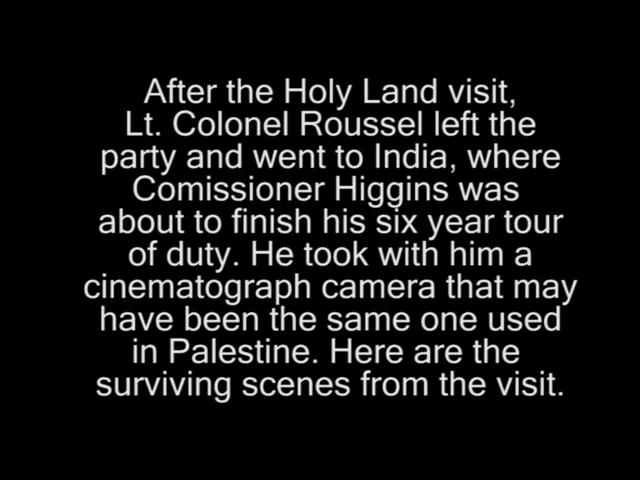 After the Holy Land visit,
Lt. Colonel Roussel left the
party and went to India, where
Comissioner Higgins was
about to finish his six year tour
of duty. He took with him a
cinematograph camera that may
have been the same one used
in Palestine. Here are the
surviving scenes from the visit.